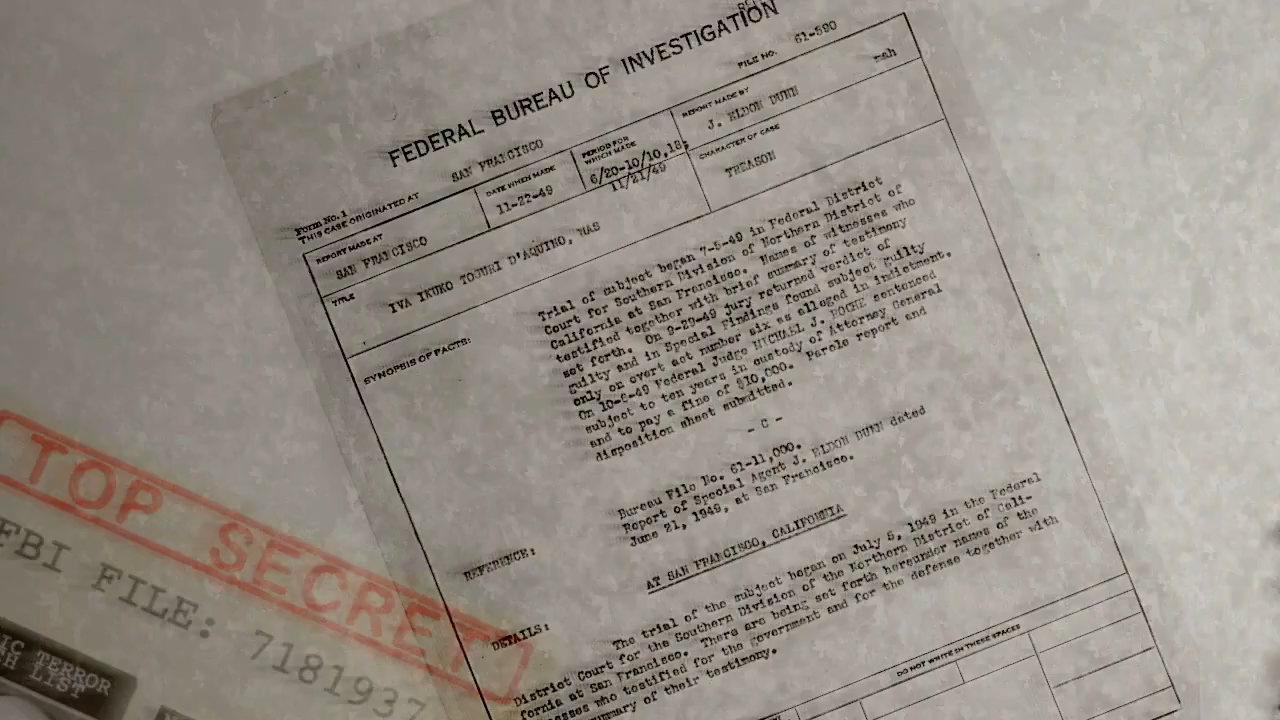 FEDERAL BUREAU OF INVESTIGATION
Form No. 1
THIS CASE ORIGINATED AT SAN FRANCISCO FILE NO. 61-590
REPORT MADE AT
SAN FRANCISCO
DATE WHEN MADE
11-22-49
PERIOD FOR
WHICH MADE
6/20-10/10,18;
11/21/49
REPORT MADE BY
J. ELDON DUNN
TITLE
IVA IKUKO TOGURI D'AQUINO, WAS
CHARACTER OF CASE
TREASON
SYNOPSIS OF FACTS:
Trial of subject began 7-5-49 in Federal District
Court for Southern Division of Northern District of
California at San Francisco. Names of witnesses who
testified together with brief summary of testimony
set forth. On 9-29-49 jury returned verdict of
guilty and in Special Findings found subject guilty
only on overt act number six as alleged in indictment.
On 10-6-49 Federal Judge MICHAEL J. ROCHE sentenced
subject to ten years in custody of Attorney General
and to pay a fine of $10,000. Parole report and
disposition sheet submitted.
- C -
REFERENCE:
Bureau File No. 61-11,000.
Report of Special Agent J. ELDON DUNN dated
June 21, 1949, at San Francisco.
AT SAN FRANCISCO, CALIFORNIA
DETAILS:
The trial of the subject began on July 5, 1949 in the Federal
District Court for the Southern Division of the Northern District of Cali-
fornia at San Francisco. There are being set forth hereunder names of the
who testified for the government and for the defense together with
of their testimony.
DO NOT WRITE IN THESE SPACES
TOP SECRET
FBI FILE: 7181937
TERROR
LIST